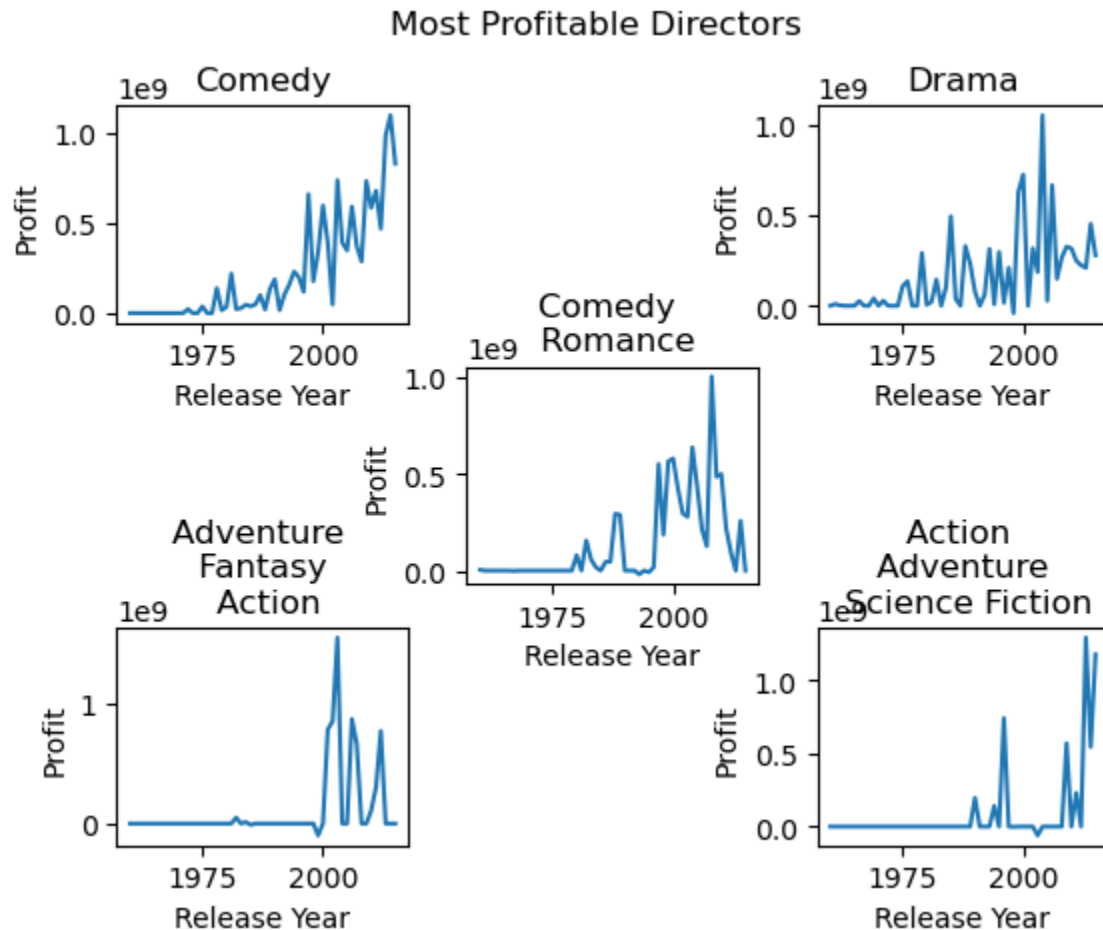 Most Profitable Directors
Comedy
1e9
1.0
0.5
0.0
Profit
1975 2000
Release Year
Drama
1e9
1.0
0.5
0.0
Profit
1975 2000
Release Year
Comedy
Romance
1e9
1.0
0.5
0.0
Profit
1975 2000
Release Year
Adventure
Fantasy
Action
1e9
1
0
Profit
1975 2000
Release Year
Action
Adventure
Science Fiction
1e9
1.0
0.5
0.0
Profit
1975 2000
Release Year